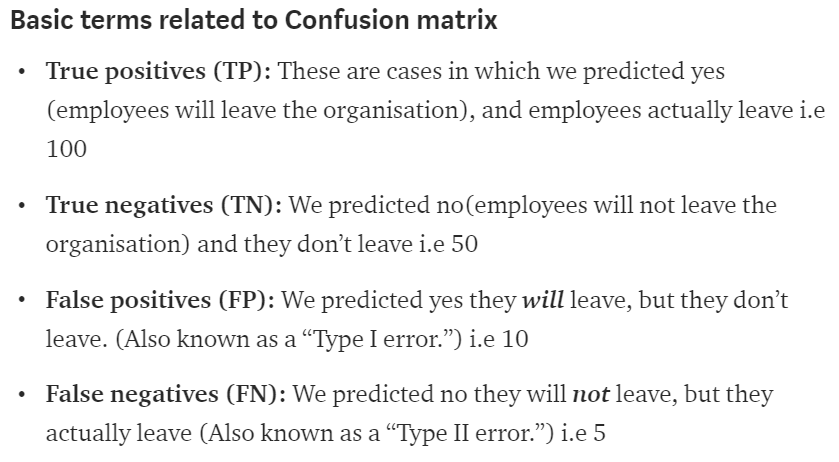 Basic terms related to Confusion matrix
• True positives (TP): These are cases in which we predicted yes
(employees will leave the organisation), and employees actually leave i.e
100
• True negatives (TN): We predicted no(employees will not leave the
organisation) and they don’t leave i.e 50
• False positives (FP): We predicted yes they will leave, but they don’t
leave. (Also known as a “Type I error.”) i.e 10
• False negatives (FN): We predicted no they will not leave, but they
actually leave (Also known as a “Type II error.”) i.e 5